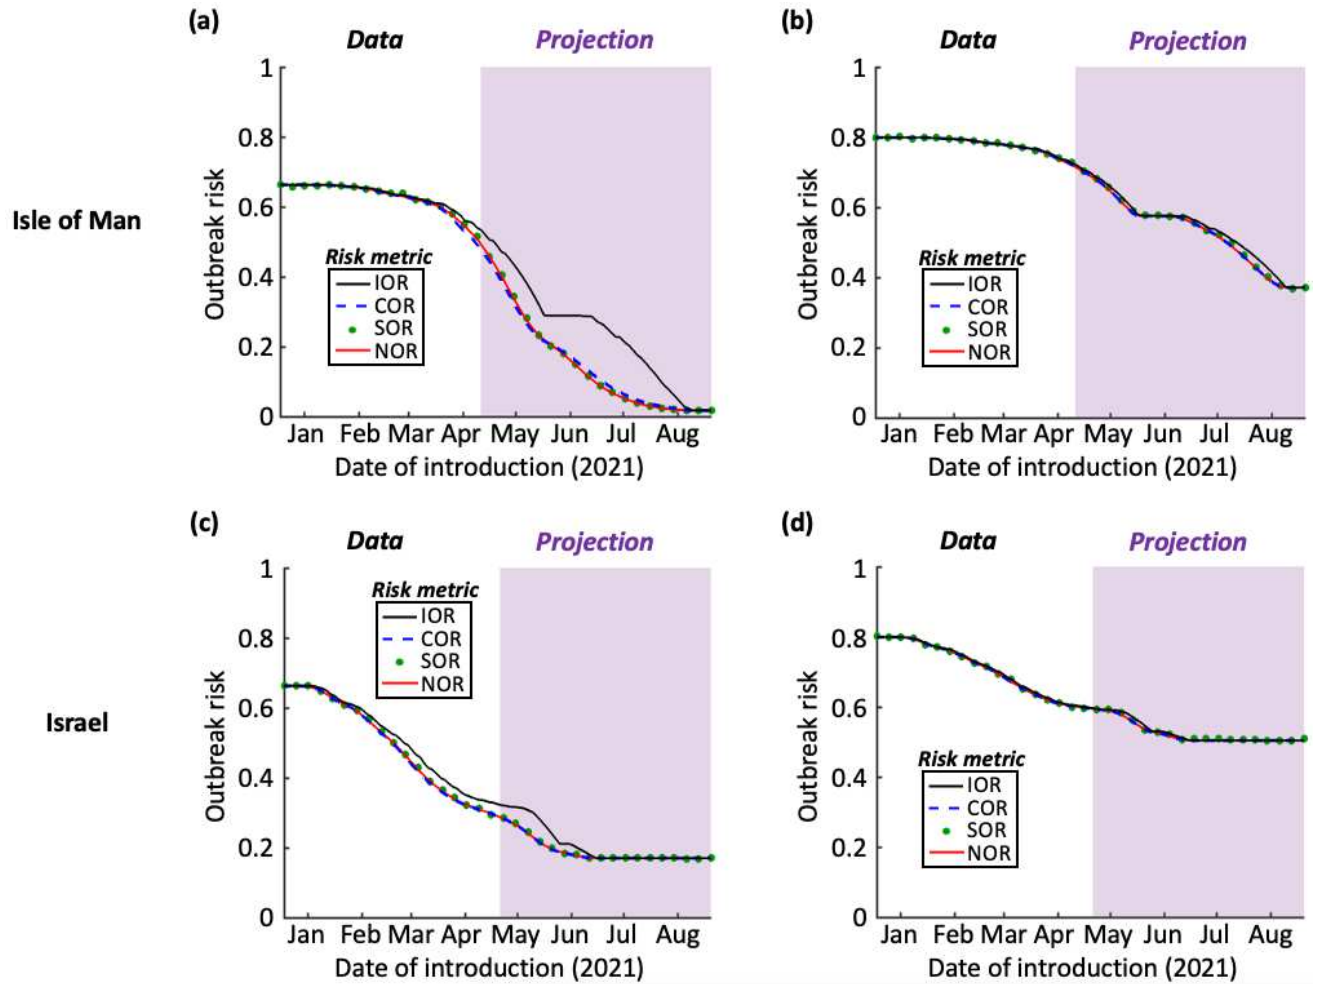 (a)
Data
Projection
1
0.8
0.6
0.4
0.2
0
Outbreak risk
Risk metric
IOR
COR
SOR
NOR
Jan Feb Mar Apr May Jun Jul Aug
Date of introduction (2021)
Isle of Man
(b)
Data
Projection
1
0.8
0.6
0.4
0.2
0
Outbreak risk
Risk metric
IOR
COR
SOR
NOR
Jan Feb Mar Apr May Jun Jul Aug
Date of introduction (2021)
(c)
Data
Projection
1
0.8
0.6
0.4
0.2
0
Outbreak risk
Risk metric
IOR
COR
SOR
NOR
Jan Feb Mar Apr May Jun Jul Aug
Date of introduction (2021)
Israel
(d)
Data
Projection
1
0.8
0.6
0.4
0.2
0
Outbreak risk
Risk metric
IOR
COR
SOR
NOR
Jan Feb Mar Apr May Jun Jul Aug
Date of introduction (2021)